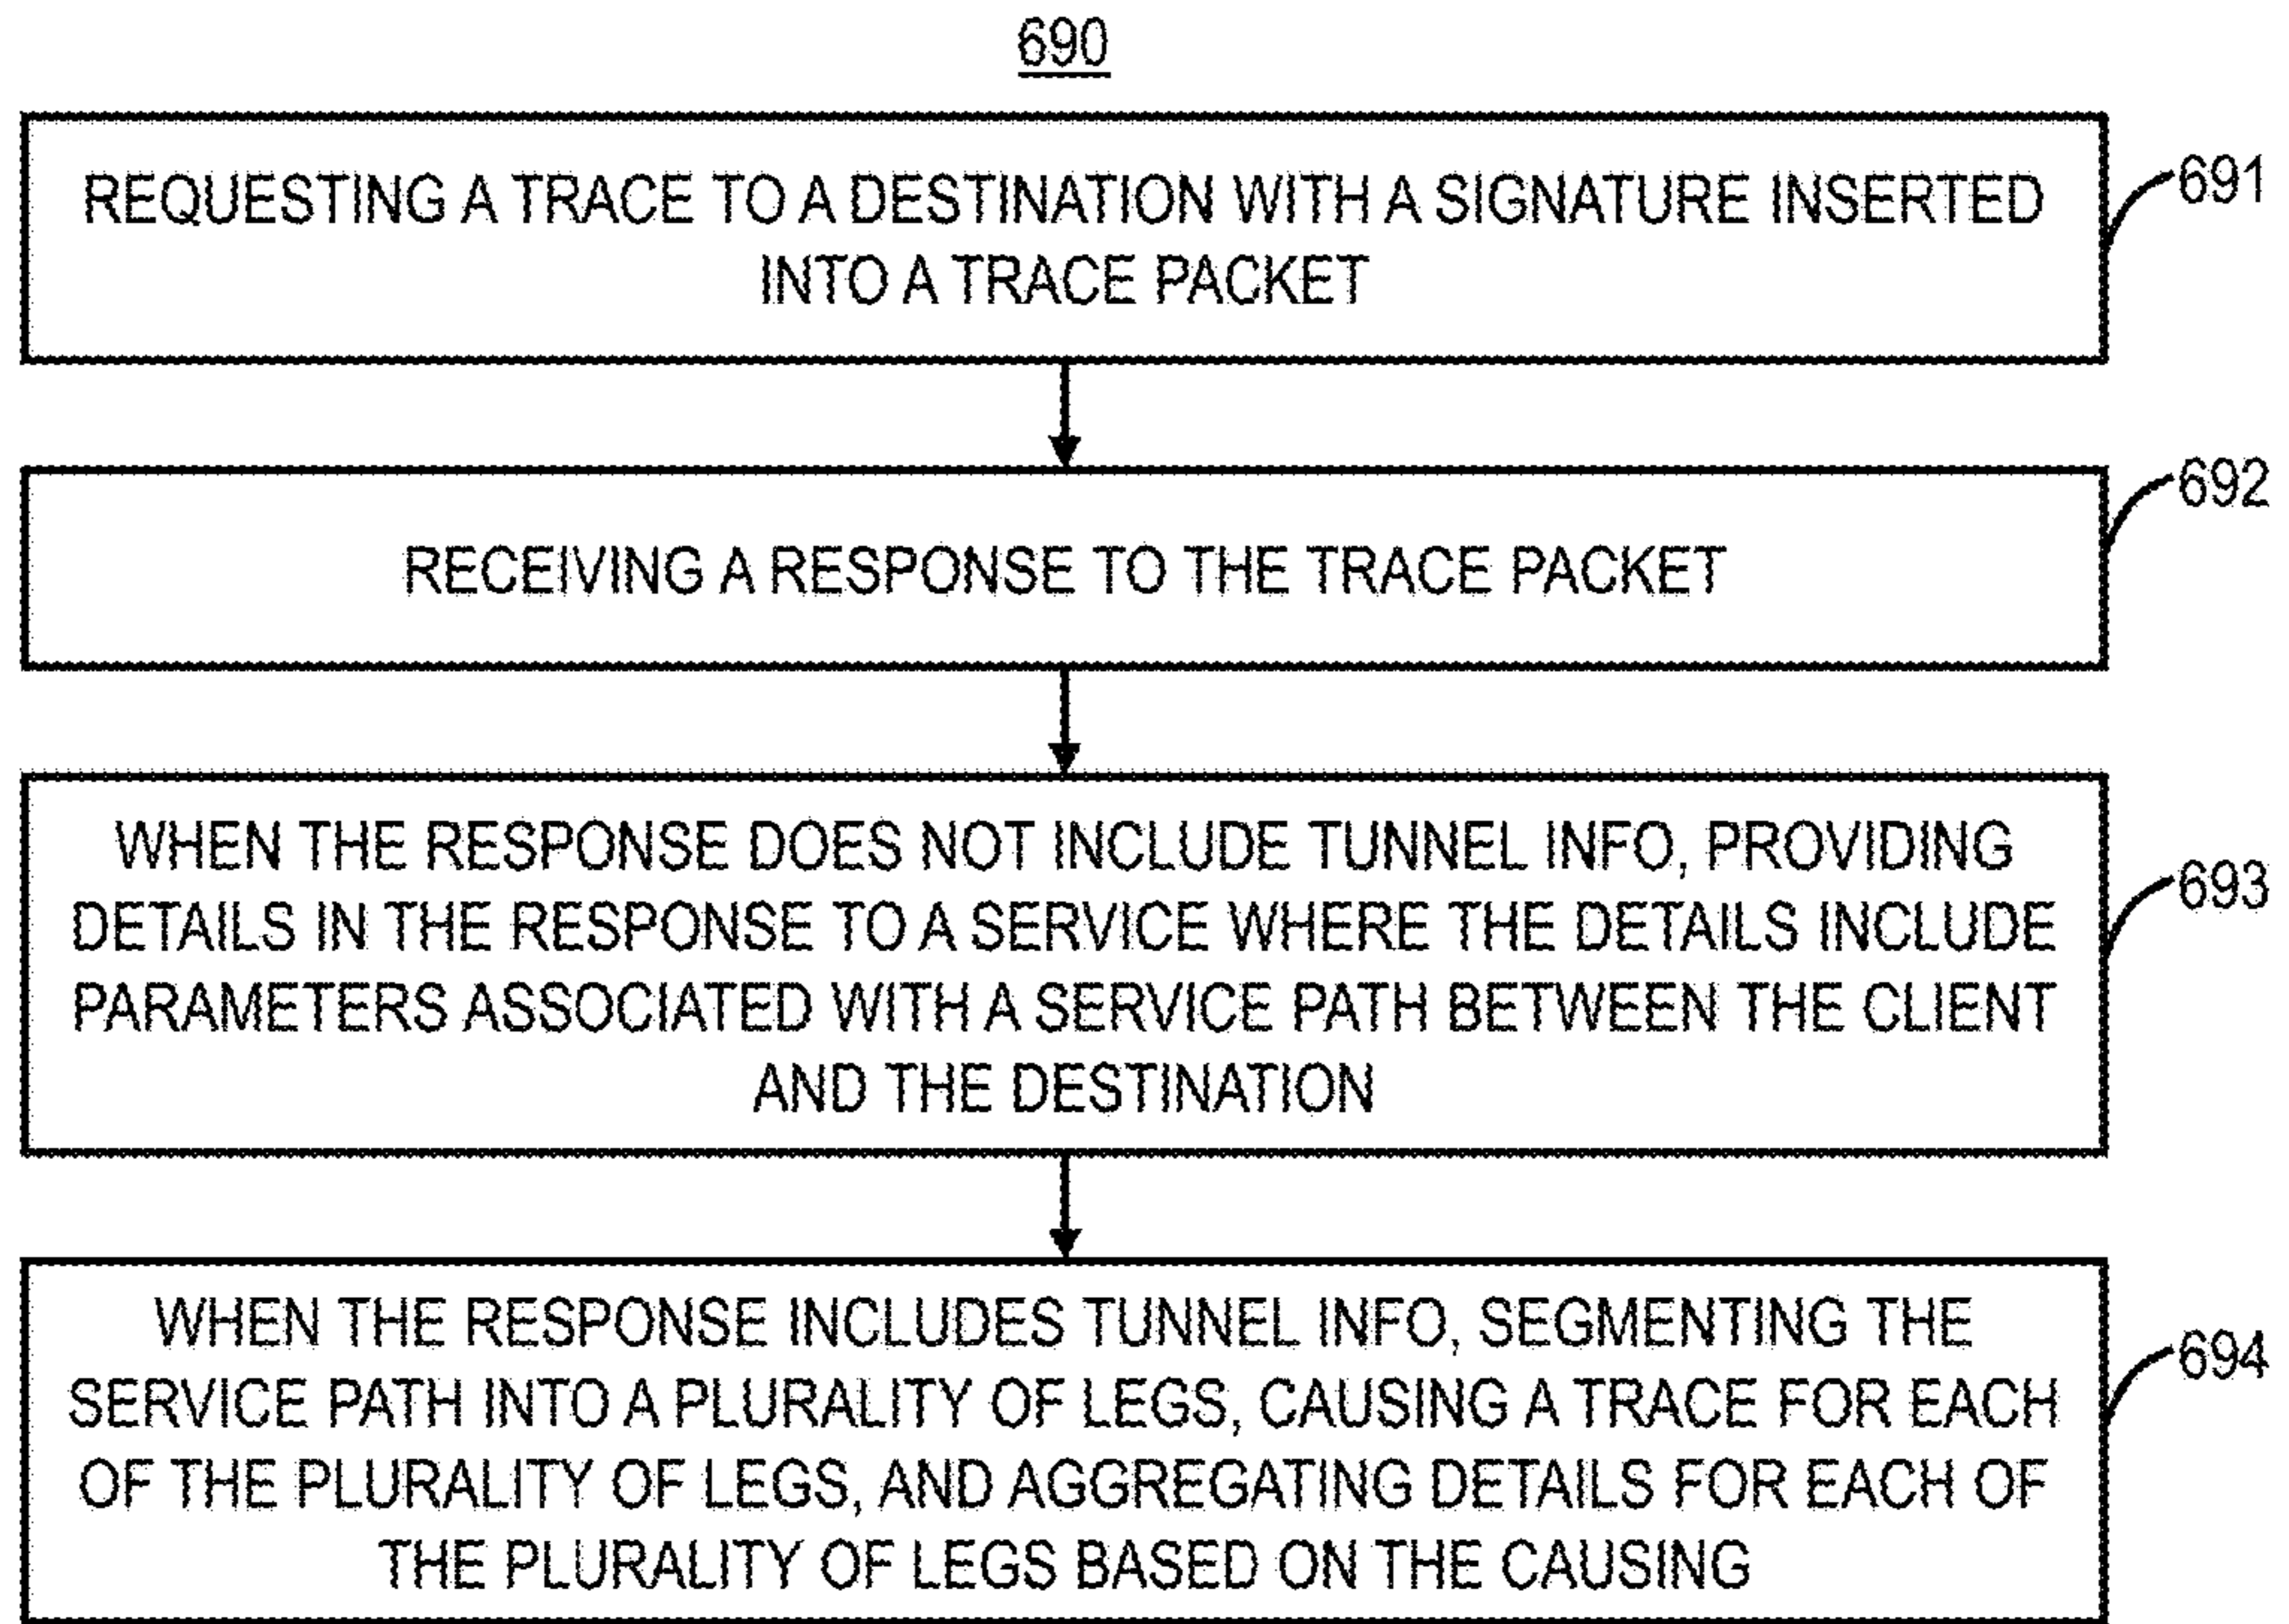 690
REQUESTING A TRACE TO A DESTINATION WITH A SIGNATURE INSERTED
INTO A TRACE PACKET
691
RECEIVING A RESPONSE TO THE TRACE PACKET
692
WHEN THE RESPONSE DOES NOT INCLUDE TUNNEL INFO, PROVIDING
DETAILS IN THE RESPONSE TO A SERVICE WHERE THE DETAILS INCLUDE
PARAMETERS ASSOCIATED WITH A SERVICE PATH BETWEEN THE CLIENT
AND THE DESTINATION
693
WHEN THE RESPONSE INCLUDES TUNNEL INFO, SEGMENTING THE
SERVICE PATH INTO A PLURALITY OF LEGS, CAUSING A TRACE FOR EACH
OF THE PLURALITY OF LEGS, AND AGGREGATING DETAILS FOR EACH OF
THE PLURALITY OF LEGS BASED ON THE CAUSING
694